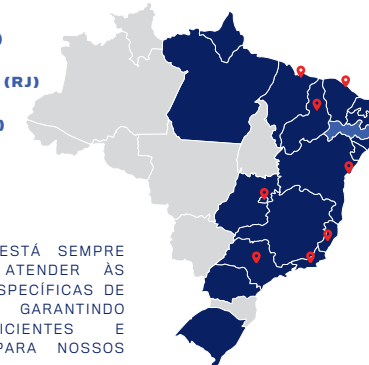 )
(RJ)
)
ESTÁ SEMPRE
ATENDER ÀS
SPECÍFICAS DE
GARANTINDO
ICIENTES E
PARA NOSSOS